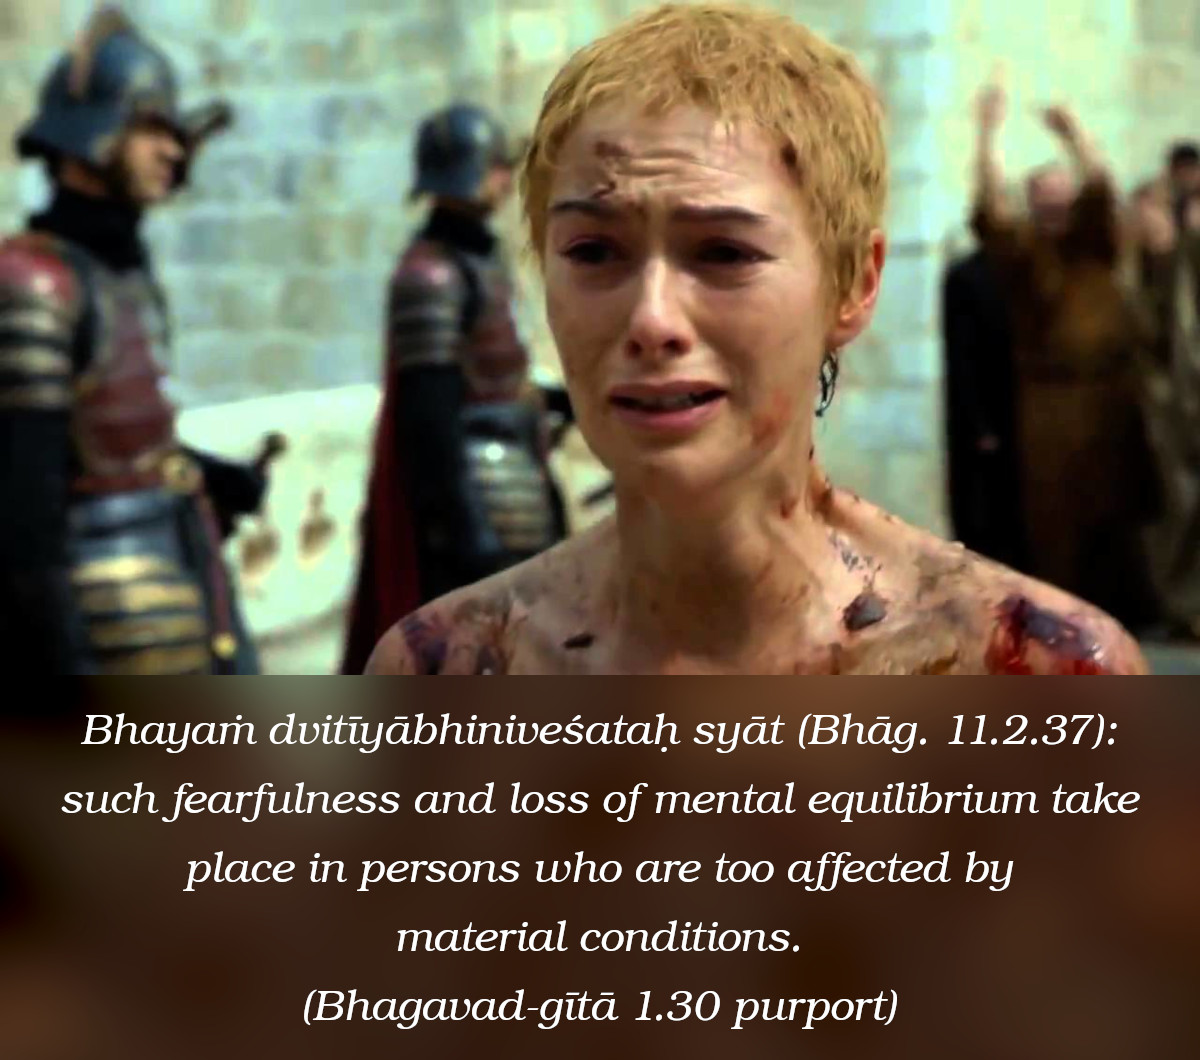 Bhayaṁ dvitīyābhiniveśataḥ syāt (Bhāg. 11.2.37):
such fearfulness and loss of mental equilibrium take
place in persons who are too affected by
material conditions.
(Bhagavad-gītā 1.30 purport)